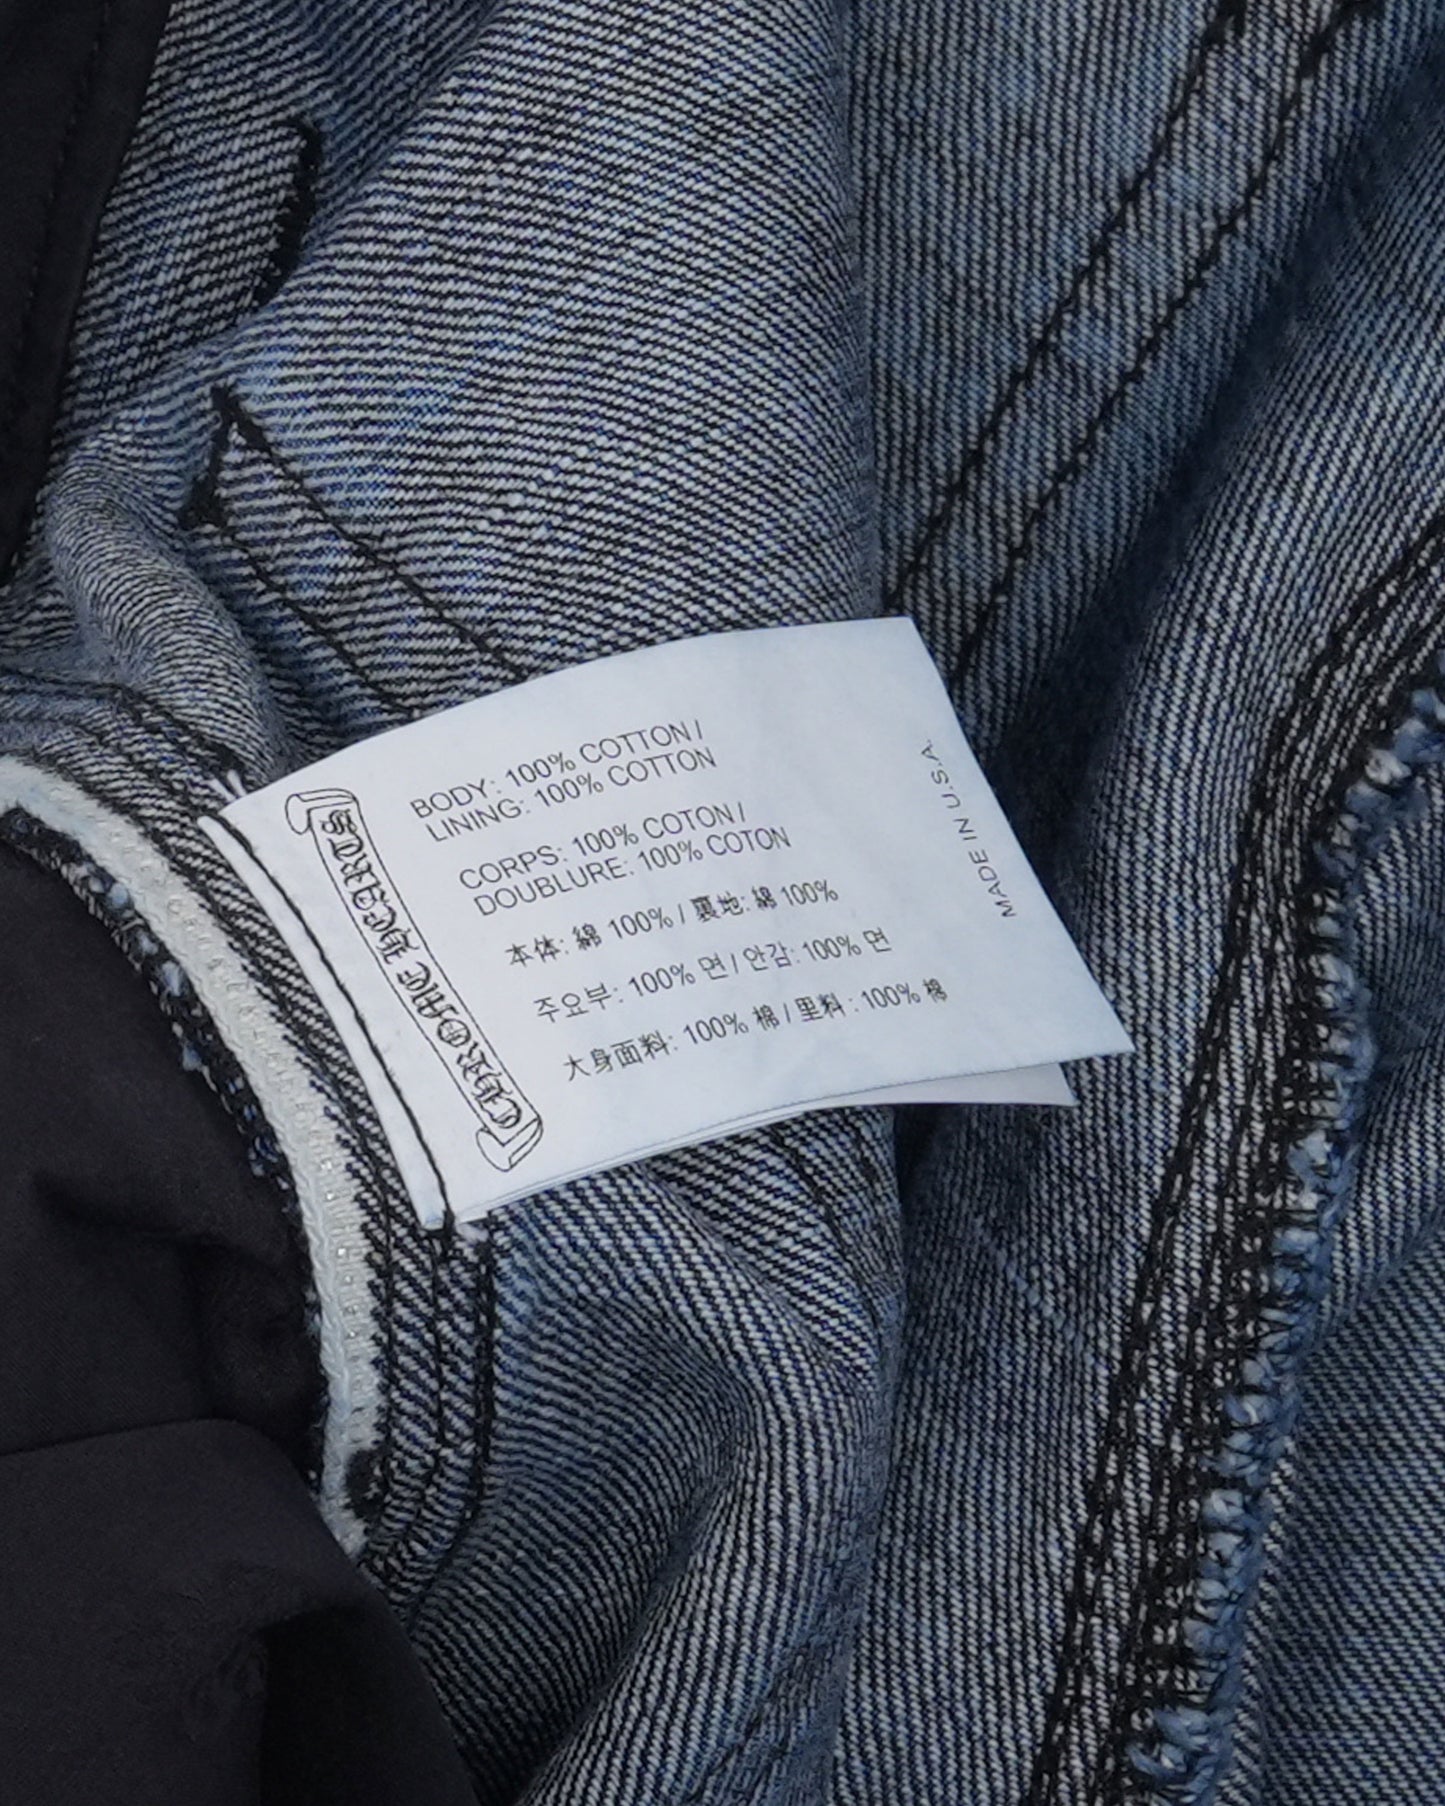 CHROME HEARTS
BODY: 100% COTTON /
LINING: 100% COTTON
CORPS: 100% COTON /
DOUBLURE: 100% COTON
本体: 綿 100% / 裏地: 綿 100%
주요부: 100% 면 / 안감: 100% 면
大身面料: 100% 棉 / 里料 : 100% 棉
MADE IN U.S.A.